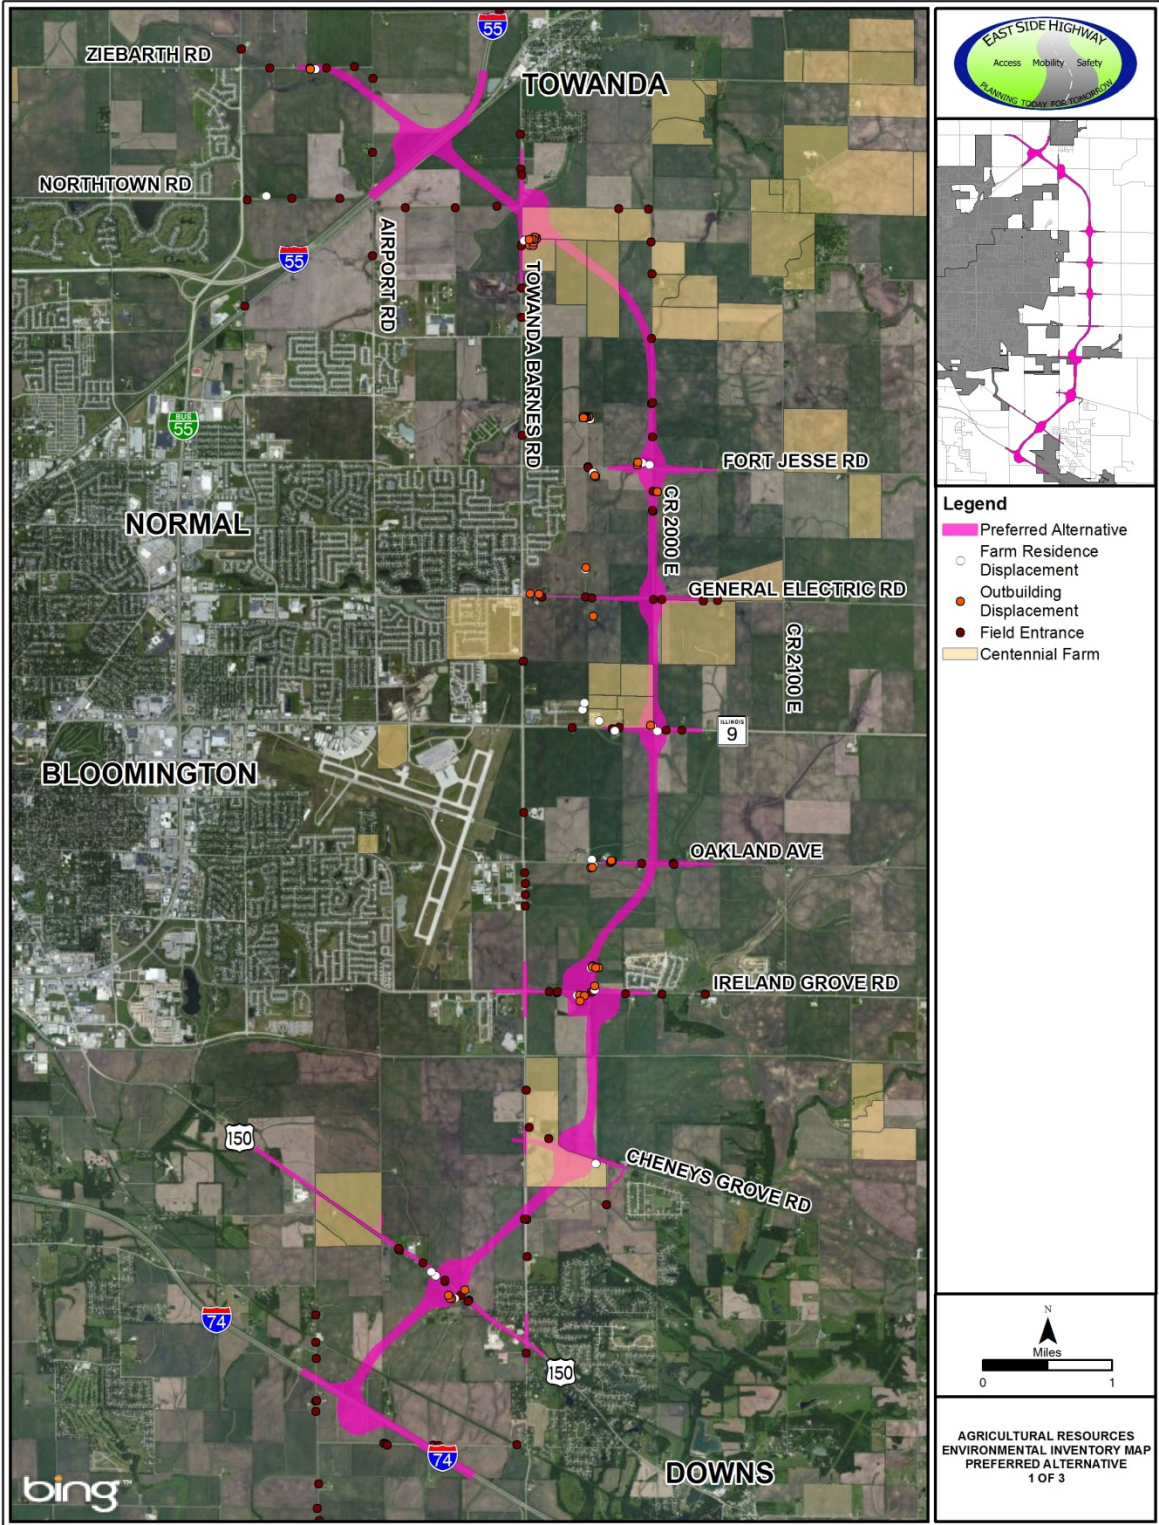 55
ZIEBARTH RD
TOWANDA
NORTHTOWN RD
55
AIRPORT RD
TOWANDA BARNES RD
BUS
55
FORT JESSE RD
CR 2000 E
NORMAL
GENERAL ELECTRIC RD
CR 2100 E
ILLINOIS
9
BLOOMINGTON
OAKLAND AVE
IRELAND GROVE RD
150
CHENEYS GROVE RD
74
150
74
DOWNS
bing™
EAST SIDE HIGHWAY
Access Mobility Safety
PLANNING TODAY FOR TOMORROW
Legend
Preferred Alternative
Farm Residence
Displacement
Outbuilding
Displacement
Field Entrance
Centennial Farm
N
Miles
0 1
AGRICULTURAL RESOURCES
ENVIRONMENTAL INVENTORY MAP
PREFERRED ALTERNATIVE
1 OF 3